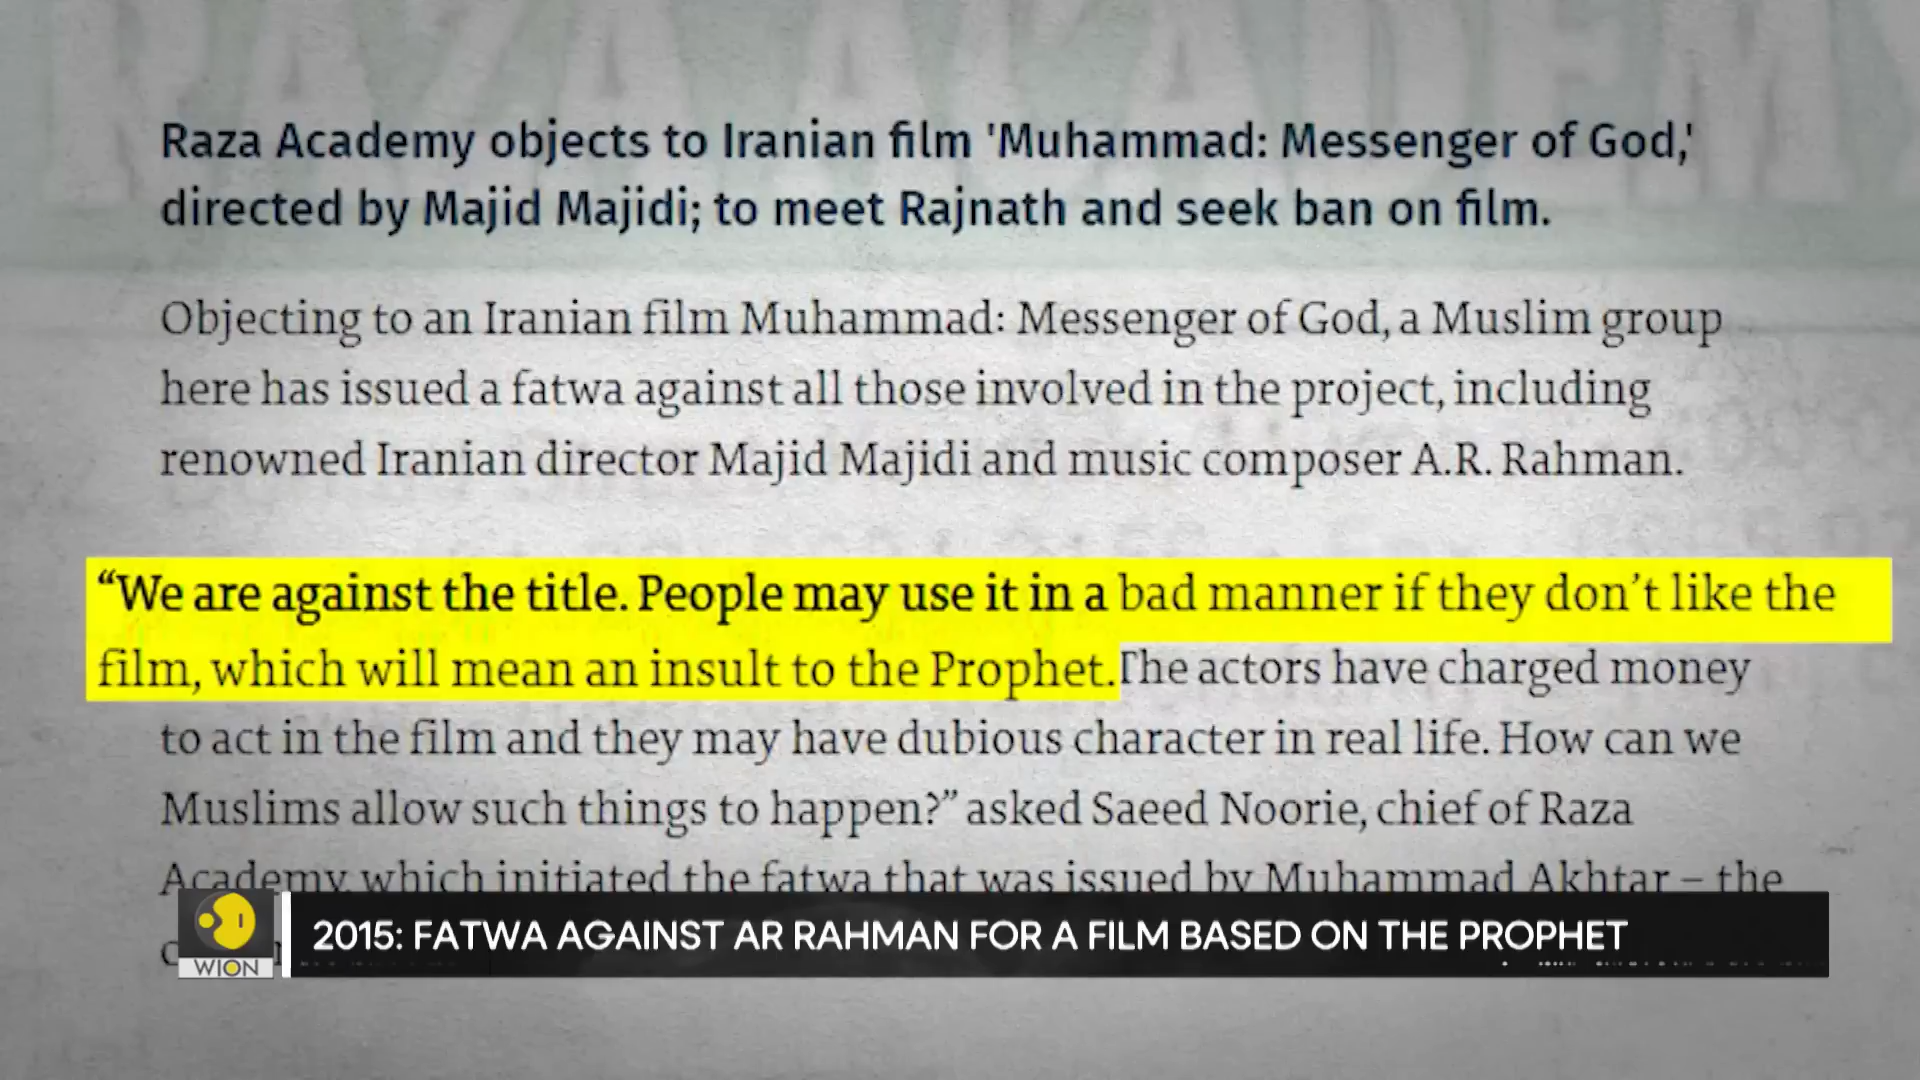 RAZA ACADEMY
Raza Academy objects to Iranian film 'Muhammad: Messenger of God,'
directed by Majid Majidi; to meet Rajnath and seek ban on film.
Objecting to an Iranian film Muhammad: Messenger of God, a Muslim group
here has issued a fatwa against all those involved in the project, including
renowned Iranian director Majid Majidi and music composer A.R. Rahman.
“We are against the title. People may use it in a bad manner if they don’t like the
film, which will mean an insult to the Prophet. The actors have charged money
to act in the film and they may have dubious character in real life. How can we
Muslims allow such things to happen?” asked Saeed Noorie, chief of Raza
Academy which initiated the fatwa that was issued by Muhammad Akhtar – the
2015: FATWA AGAINST AR RAHMAN FOR A FILM BASED ON THE PROPHET
WION